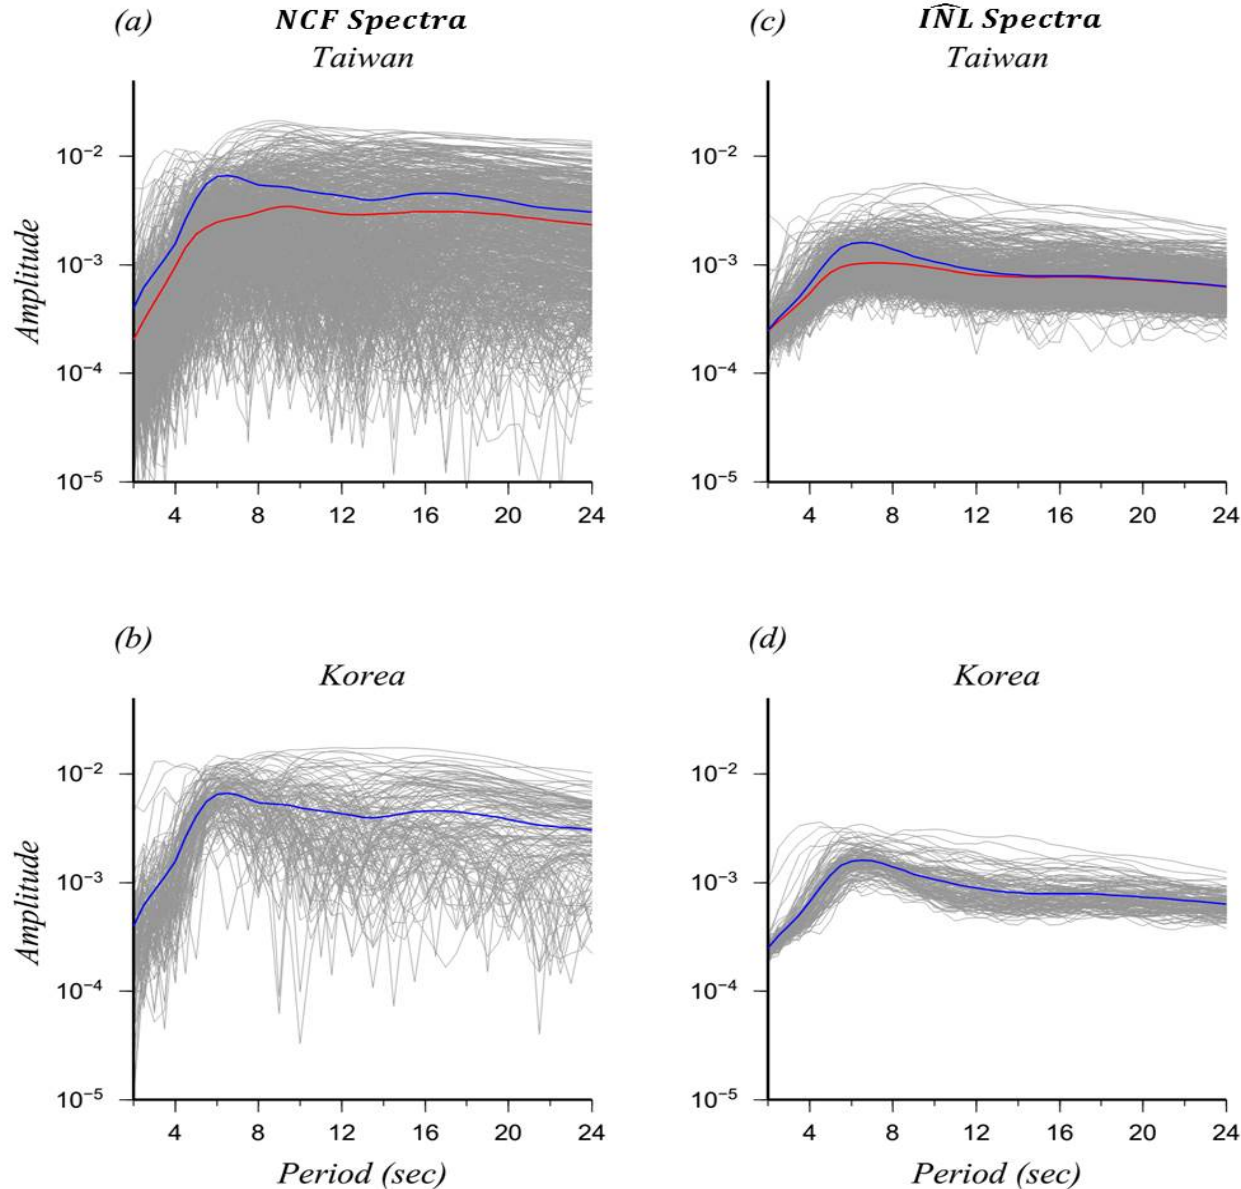 (a) NCF Spectra
Taiwan
Amplitude
10⁻²
10⁻³
10⁻⁴
10⁻⁵
4 8 12 16 20 24
(c) \widehat{INL} Spectra
Taiwan
10⁻²
10⁻³
10⁻⁴
10⁻⁵
4 8 12 16 20 24
(b)
Korea
Amplitude
10⁻²
10⁻³
10⁻⁴
10⁻⁵
4 8 12 16 20 24
Period (sec)
(d)
Korea
10⁻²
10⁻³
10⁻⁴
10⁻⁵
4 8 12 16 20 24
Period (sec)